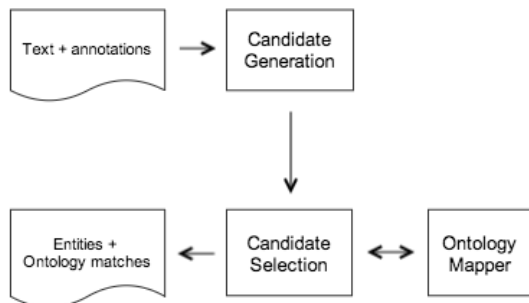 Text + annotations
Candidate
Generation
Entities +
Ontology matches
Candidate
Selection
Ontology
Mapper